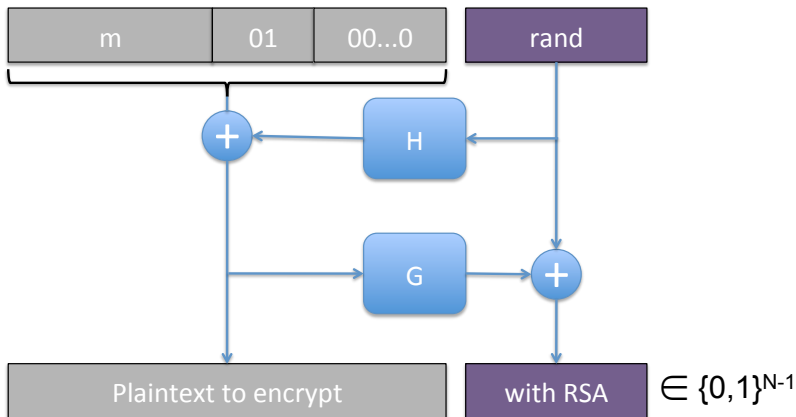 m 01 00...0 rand
+ H
G +
Plaintext to encrypt with RSA ∈ {0,1}N-1